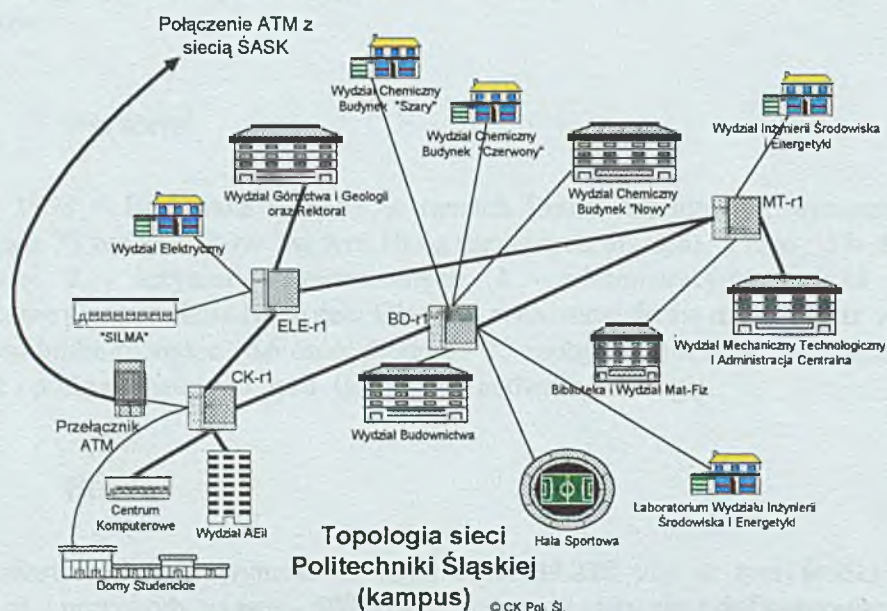 Połączenie ATM z
siecią ŚASK
Wydział Chemiczny
Budynek "Szary"
Wydział Chemiczny
Budynek "Czerwony"
Wydział Inżynierii Środowiska
i Energetyki
Wydział Górnictwa i Geologii
oraz Rektorat
Wydział Chemiczny
Budynek "Nowy"
MT-r1
Wydział Elektryczny
"SILMA"
ELE-r1
BD-r1
Wydział Mechaniczny Technologiczny
i Administracja Centralna
CK-r1
Biblioteka i Wydział Mat-Fiz
Przełącznik
ATM
Wydział Budownictwa
Centrum
Komputerowe
Wydział AEiI
Hala Sportowa
Laboratorium Wydziału Inżynierii
Środowiska i Energetyki
Domy Studenckie
Topologia sieci
Politechniki Śląskiej
(kampus)
© CK Pol. Śl.